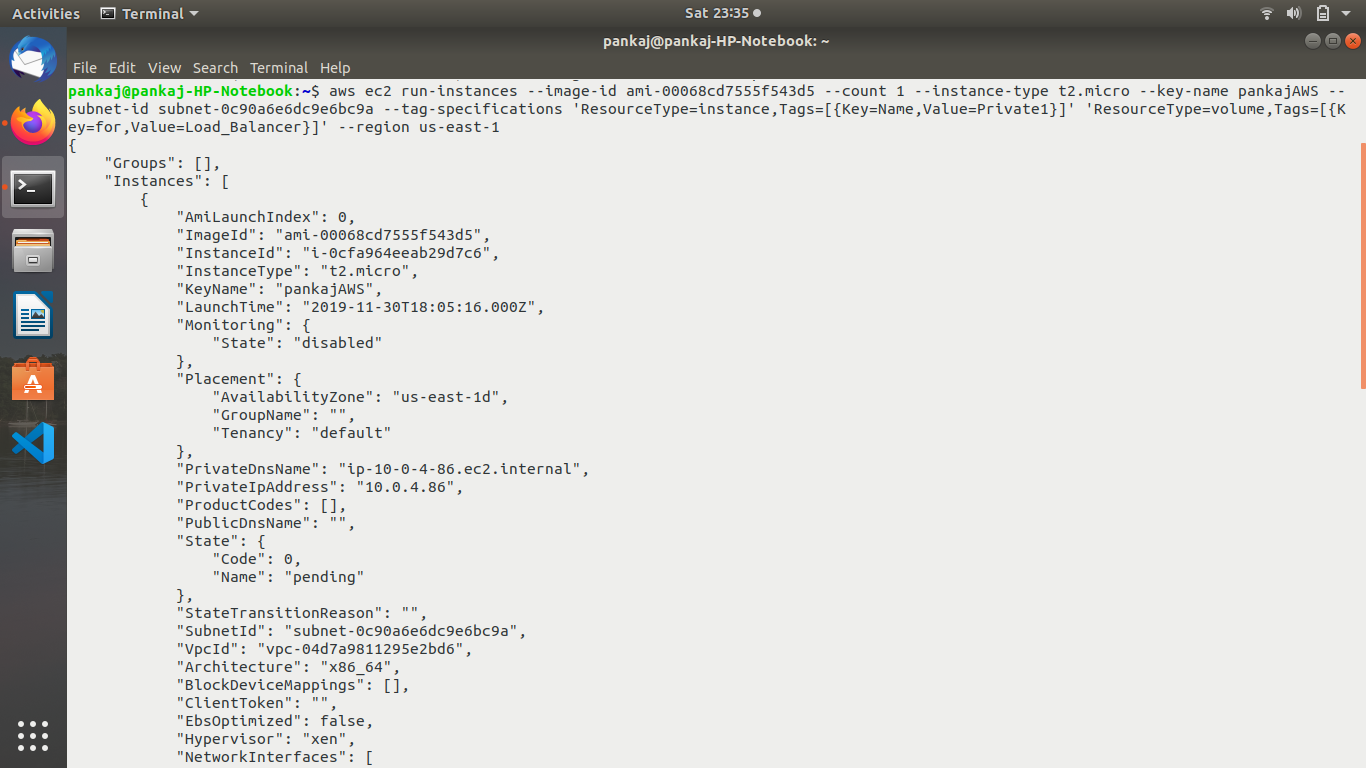 Activities Terminal Sat 23:35
pankaj@pankaj-HP-Notebook: ~
File Edit View Search Terminal Help
pankaj@pankaj-HP-Notebook:~$ aws ec2 run-instances --image-id ami-00068cd7555f543d5 --count 1 --instance-type t2.micro --key-name pankajAWS --
subnet-id subnet-0c90a6e6dc9e6bc9a --tag-specifications 'ResourceType=instance,Tags=[{Key=Name,Value=Private1}]' 'ResourceType=volume,Tags=[{K
ey=for,Value=Load_Balancer}]' --region us-east-1
{
    "Groups": [],
    "Instances": [
        {
            "AmiLaunchIndex": 0,
            "ImageId": "ami-00068cd7555f543d5",
            "InstanceId": "i-0cfa964eeab29d7c6",
            "InstanceType": "t2.micro",
            "KeyName": "pankajAWS",
            "LaunchTime": "2019-11-30T18:05:16.000Z",
            "Monitoring": {
                "State": "disabled"
            },
            "Placement": {
                "AvailabilityZone": "us-east-1d",
                "GroupName": "",
                "Tenancy": "default"
            },
            "PrivateDnsName": "ip-10-0-4-86.ec2.internal",
            "PrivateIpAddress": "10.0.4.86",
            "ProductCodes": [],
            "PublicDnsName": "",
            "State": {
                "Code": 0,
                "Name": "pending"
            },
            "StateTransitionReason": "",
            "SubnetId": "subnet-0c90a6e6dc9e6bc9a",
            "VpcId": "vpc-04d7a9811295e2bd6",
            "Architecture": "x86_64",
            "BlockDeviceMappings": [],
            "ClientToken": "",
            "EbsOptimized": false,
            "Hypervisor": "xen",
            "NetworkInterfaces": [